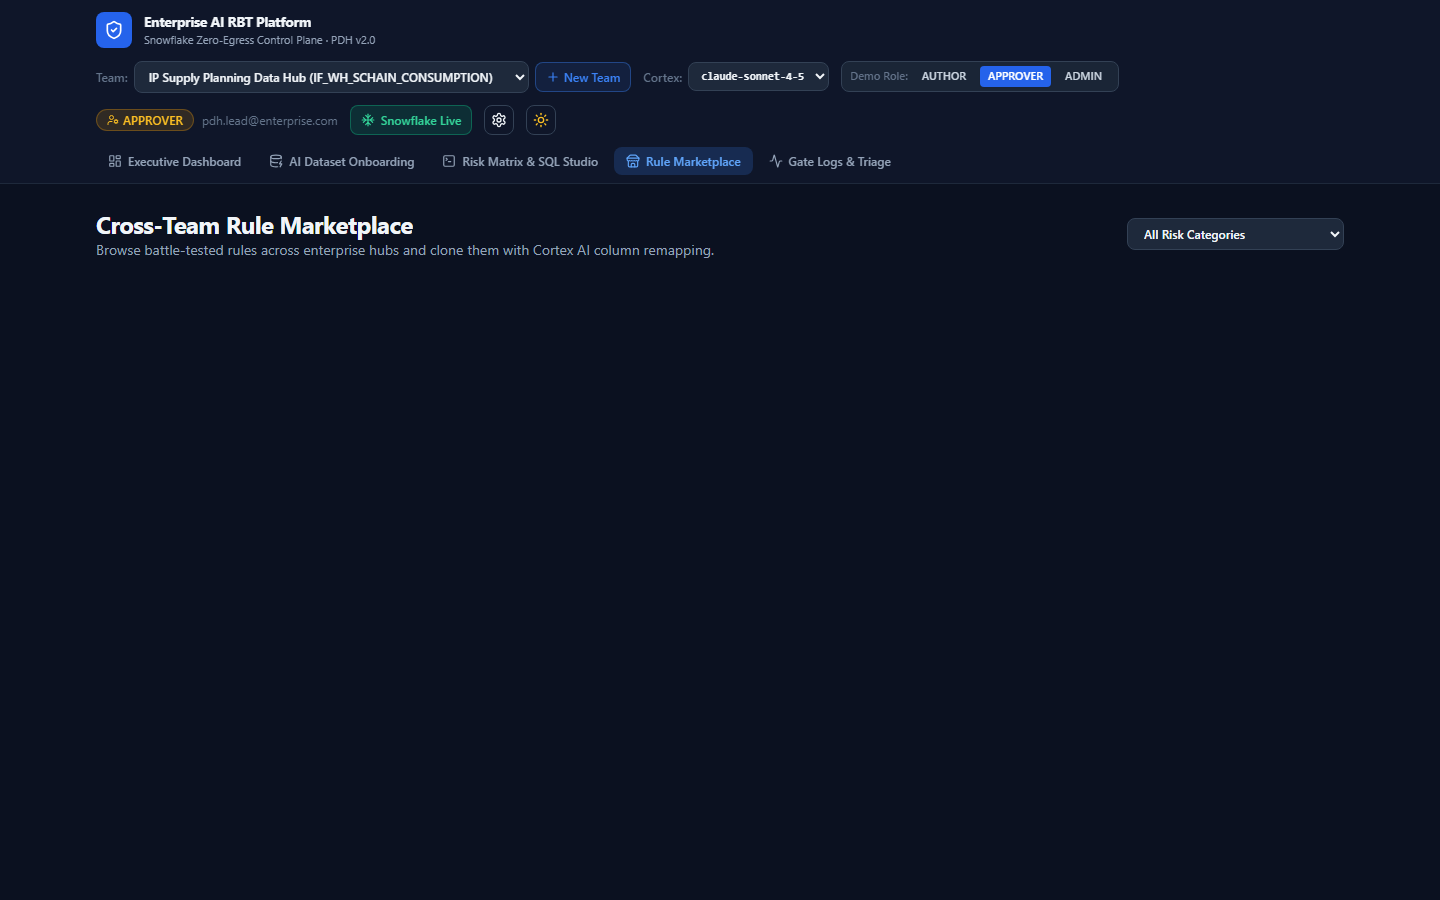 Enterprise AI RBT Platform
Snowflake Zero-Egress Control Plane · PDH v2.0
Team: IP Supply Planning Data Hub (IF_WH_SCHAIN_CONSUMPTION) + New Team Cortex: claude-sonnet-4-5 Demo Role: AUTHOR APPROVER ADMIN
APPROVER pdh.lead@enterprise.com Snowflake Live
Executive Dashboard AI Dataset Onboarding Risk Matrix & SQL Studio Rule Marketplace Gate Logs & Triage
Cross-Team Rule Marketplace
All Risk Categories
Browse battle-tested rules across enterprise hubs and clone them with Cortex AI column remapping.